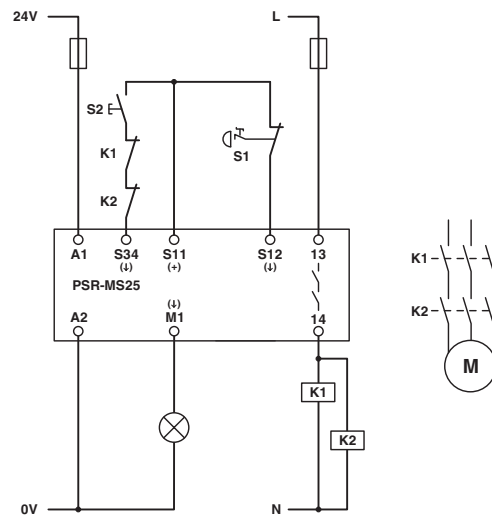 24V
L
S2
K1
S1
K2
A1
S34
S11
S12
13
(↓)
(+)
(↓)
PSR-MS25
(↓)
A2
M1
14
K1
K2
0V
N
K1
K2
M